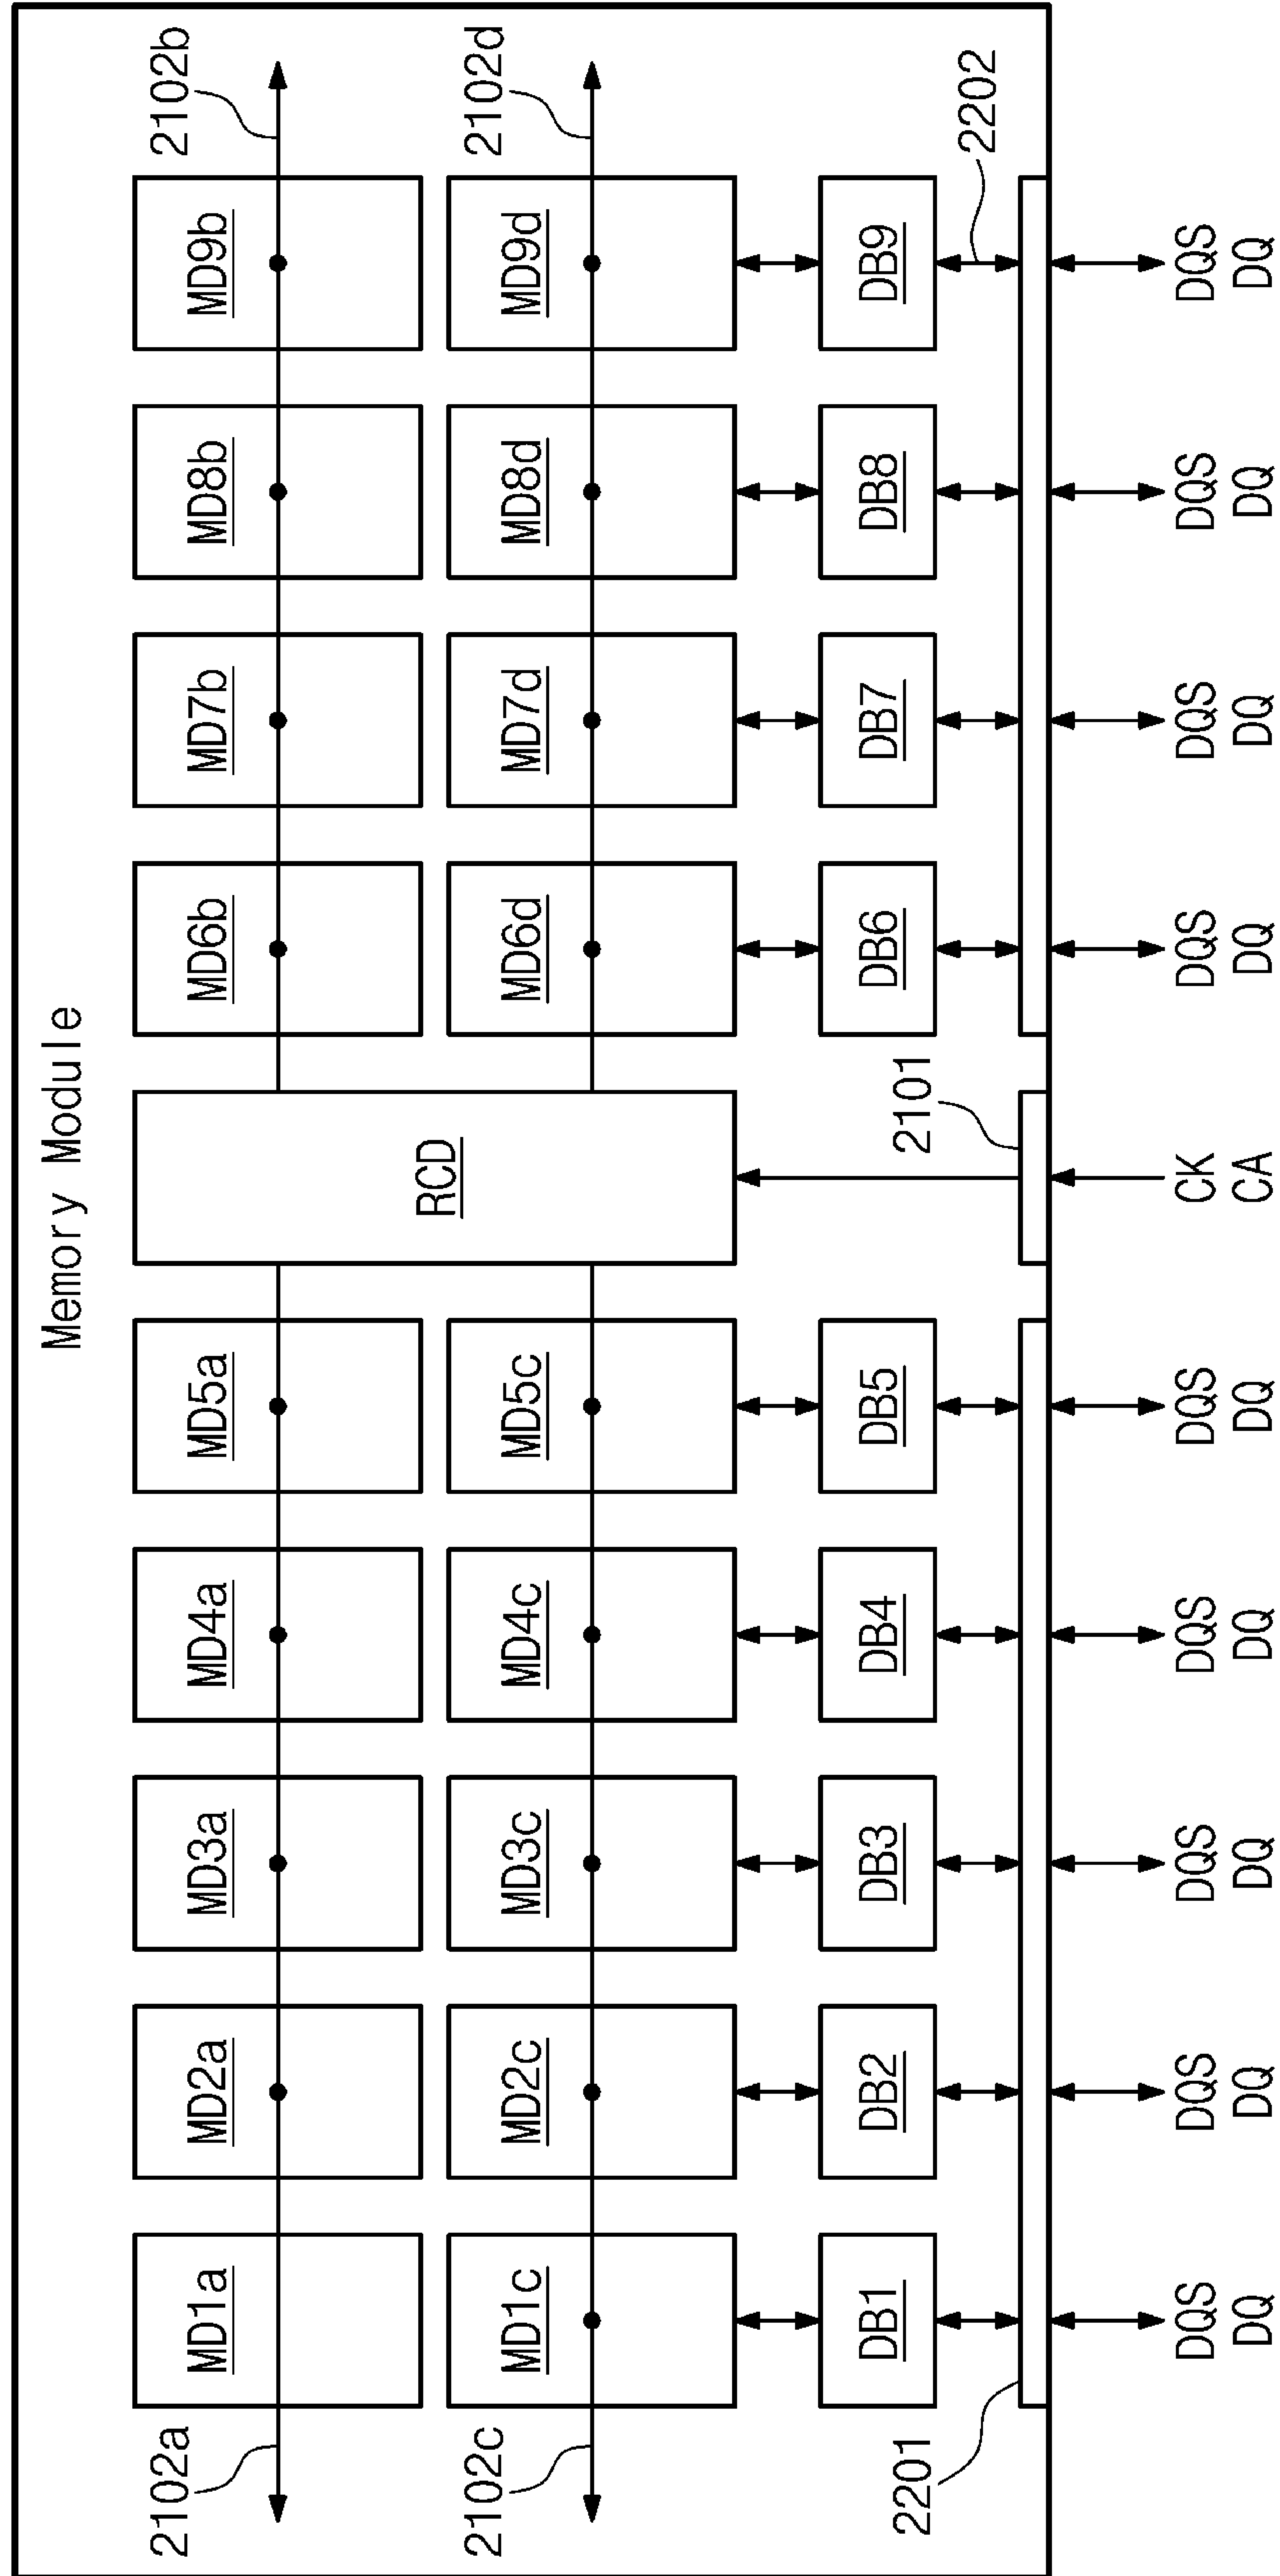 Memory Module
2102a
2102b
MD1a
MD2a
MD3a
MD4a
MD5a
MD6b
MD7b
MD8b
MD9b
RCD
2102c
2102d
MD1c
MD2c
MD3c
MD4c
MD5c
MD6d
MD7d
MD8d
MD9d
DB1
DB2
DB3
DB4
DB5
DB6
DB7
DB8
DB9
2201
2101
2202
DQS
DQ
DQS
DQ
DQS
DQ
DQS
DQ
DQS
DQ
CK
CA
DQS
DQ
DQS
DQ
DQS
DQ
DQS
DQ